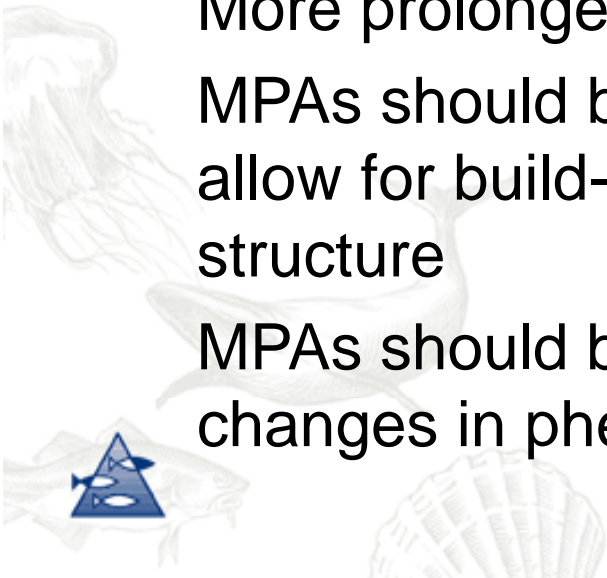 More prolonge
MPAs should b
allow for build-
structure
MPAs should b
changes in phe